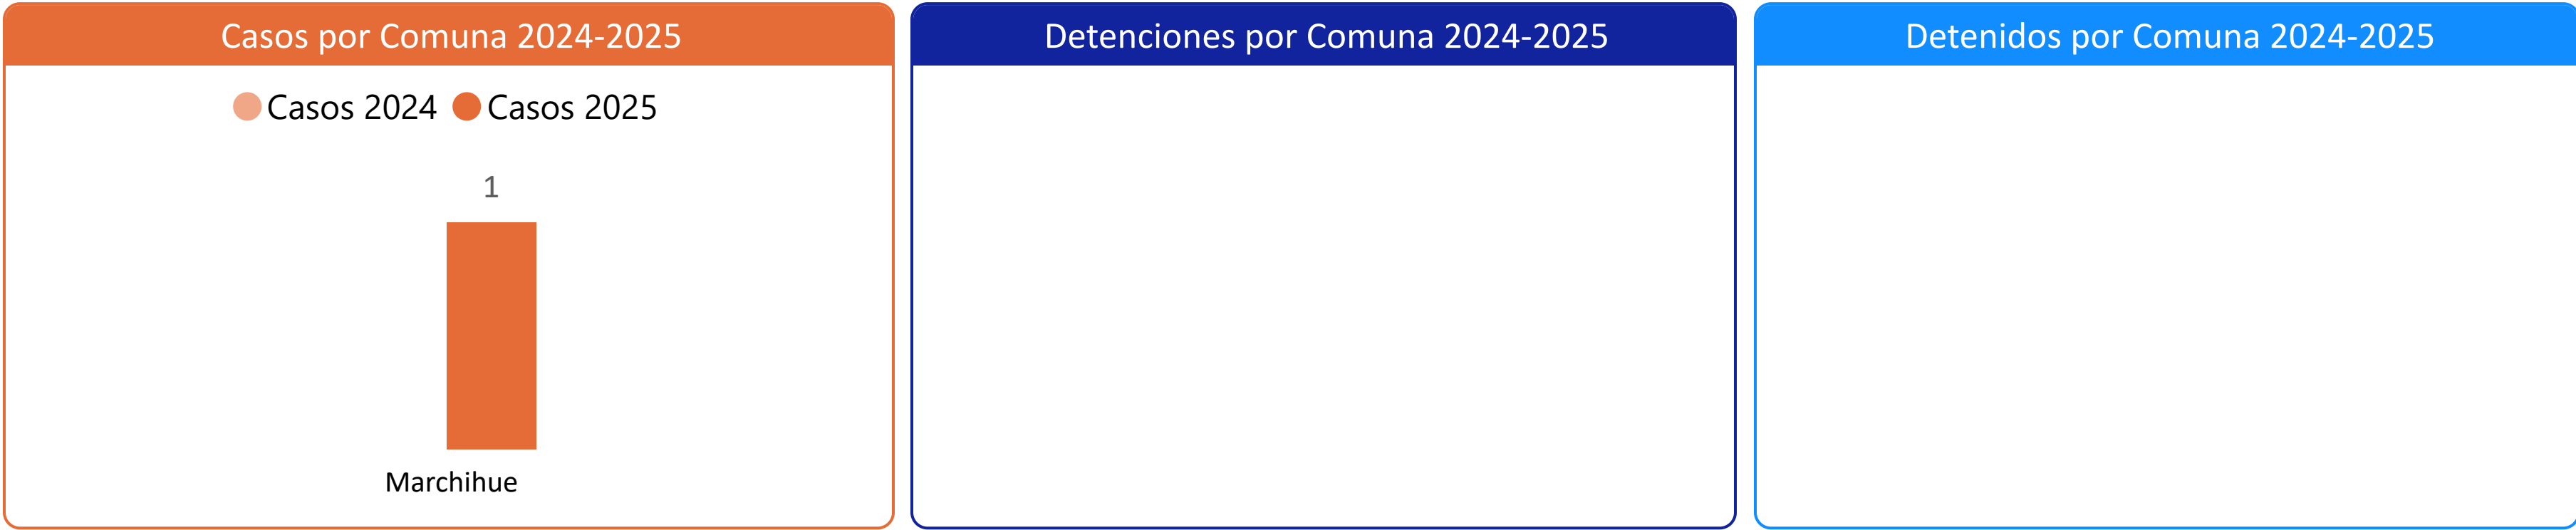 Casos por Comuna 2024-2025
Casos 2024 Casos 2025
1
Marchihue
Detenciones por Comuna 2024-2025
Detenidos por Comuna 2024-2025